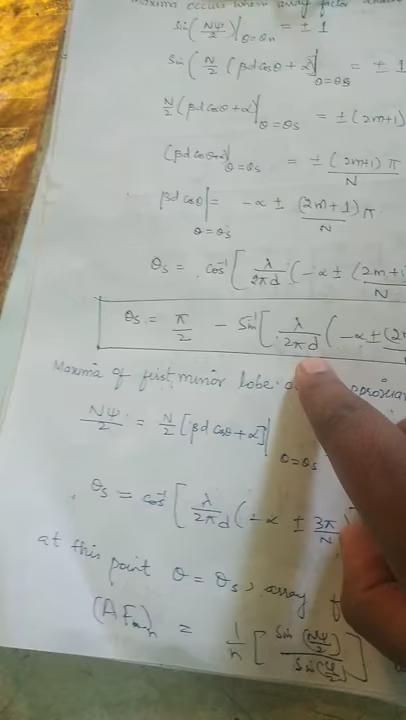 maxima occurs when array factor
Sin(Nψ/2)|θ=θn = ± 1
Sin(N/2 (βd cosθ + α)|θ=θs = ± 1
N/2 (βd cosθ + α)|θ=θs = ± (2m+1)
(βd cosθ+α)|θ=θs = ± (2m+1) π/N
βd cosθ|θ=θs = -α ± (2m+1)/N π
θs = cos⁻¹[λ/2πd (-α ± (2m+1)/N
θs = π/2 - Sin⁻¹[λ/2πd (-α ± (2
Maxima of first minor lobe
Nψ/2 = N/2 [βd cosθ+α]|θ=θs
θs = cos⁻¹[λ/2πd (-α ± 3π/N)
at this point θ = θs, array f
(AF)n = 1/n [Sin(Nψ/2)/Sin(ψ/2)]